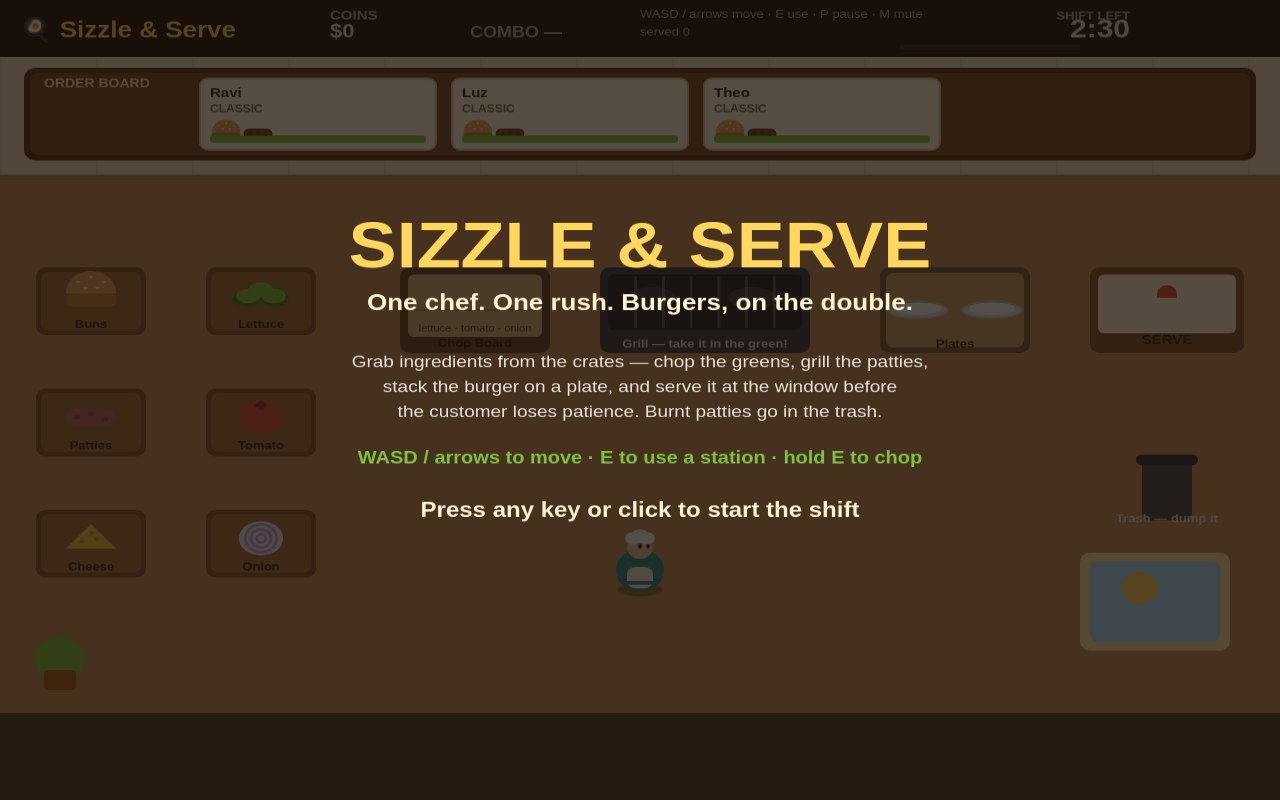 Sizzle & Serve
COINS
$0
COMBO —
WASD / arrows move · E use · P pause · M mute
served 0
SHIFT LEFT
2:30
ORDER BOARD
Ravi
CLASSIC
Luz
CLASSIC
Theo
CLASSIC
SIZZLE & SERVE
One chef. One rush. Burgers, on the double.
Buns
Lettuce
lettuce · tomato · onion
Chop Board
Grill — take it in the green!
Plates
SERVE
Grab ingredients from the crates — chop the greens, grill the patties,
stack the burger on a plate, and serve it at the window before
the customer loses patience. Burnt patties go in the trash.
Patties
Tomato
WASD / arrows to move · E to use a station · hold E to chop
Press any key or click to start the shift
Trash — dump it
Cheese
Onion